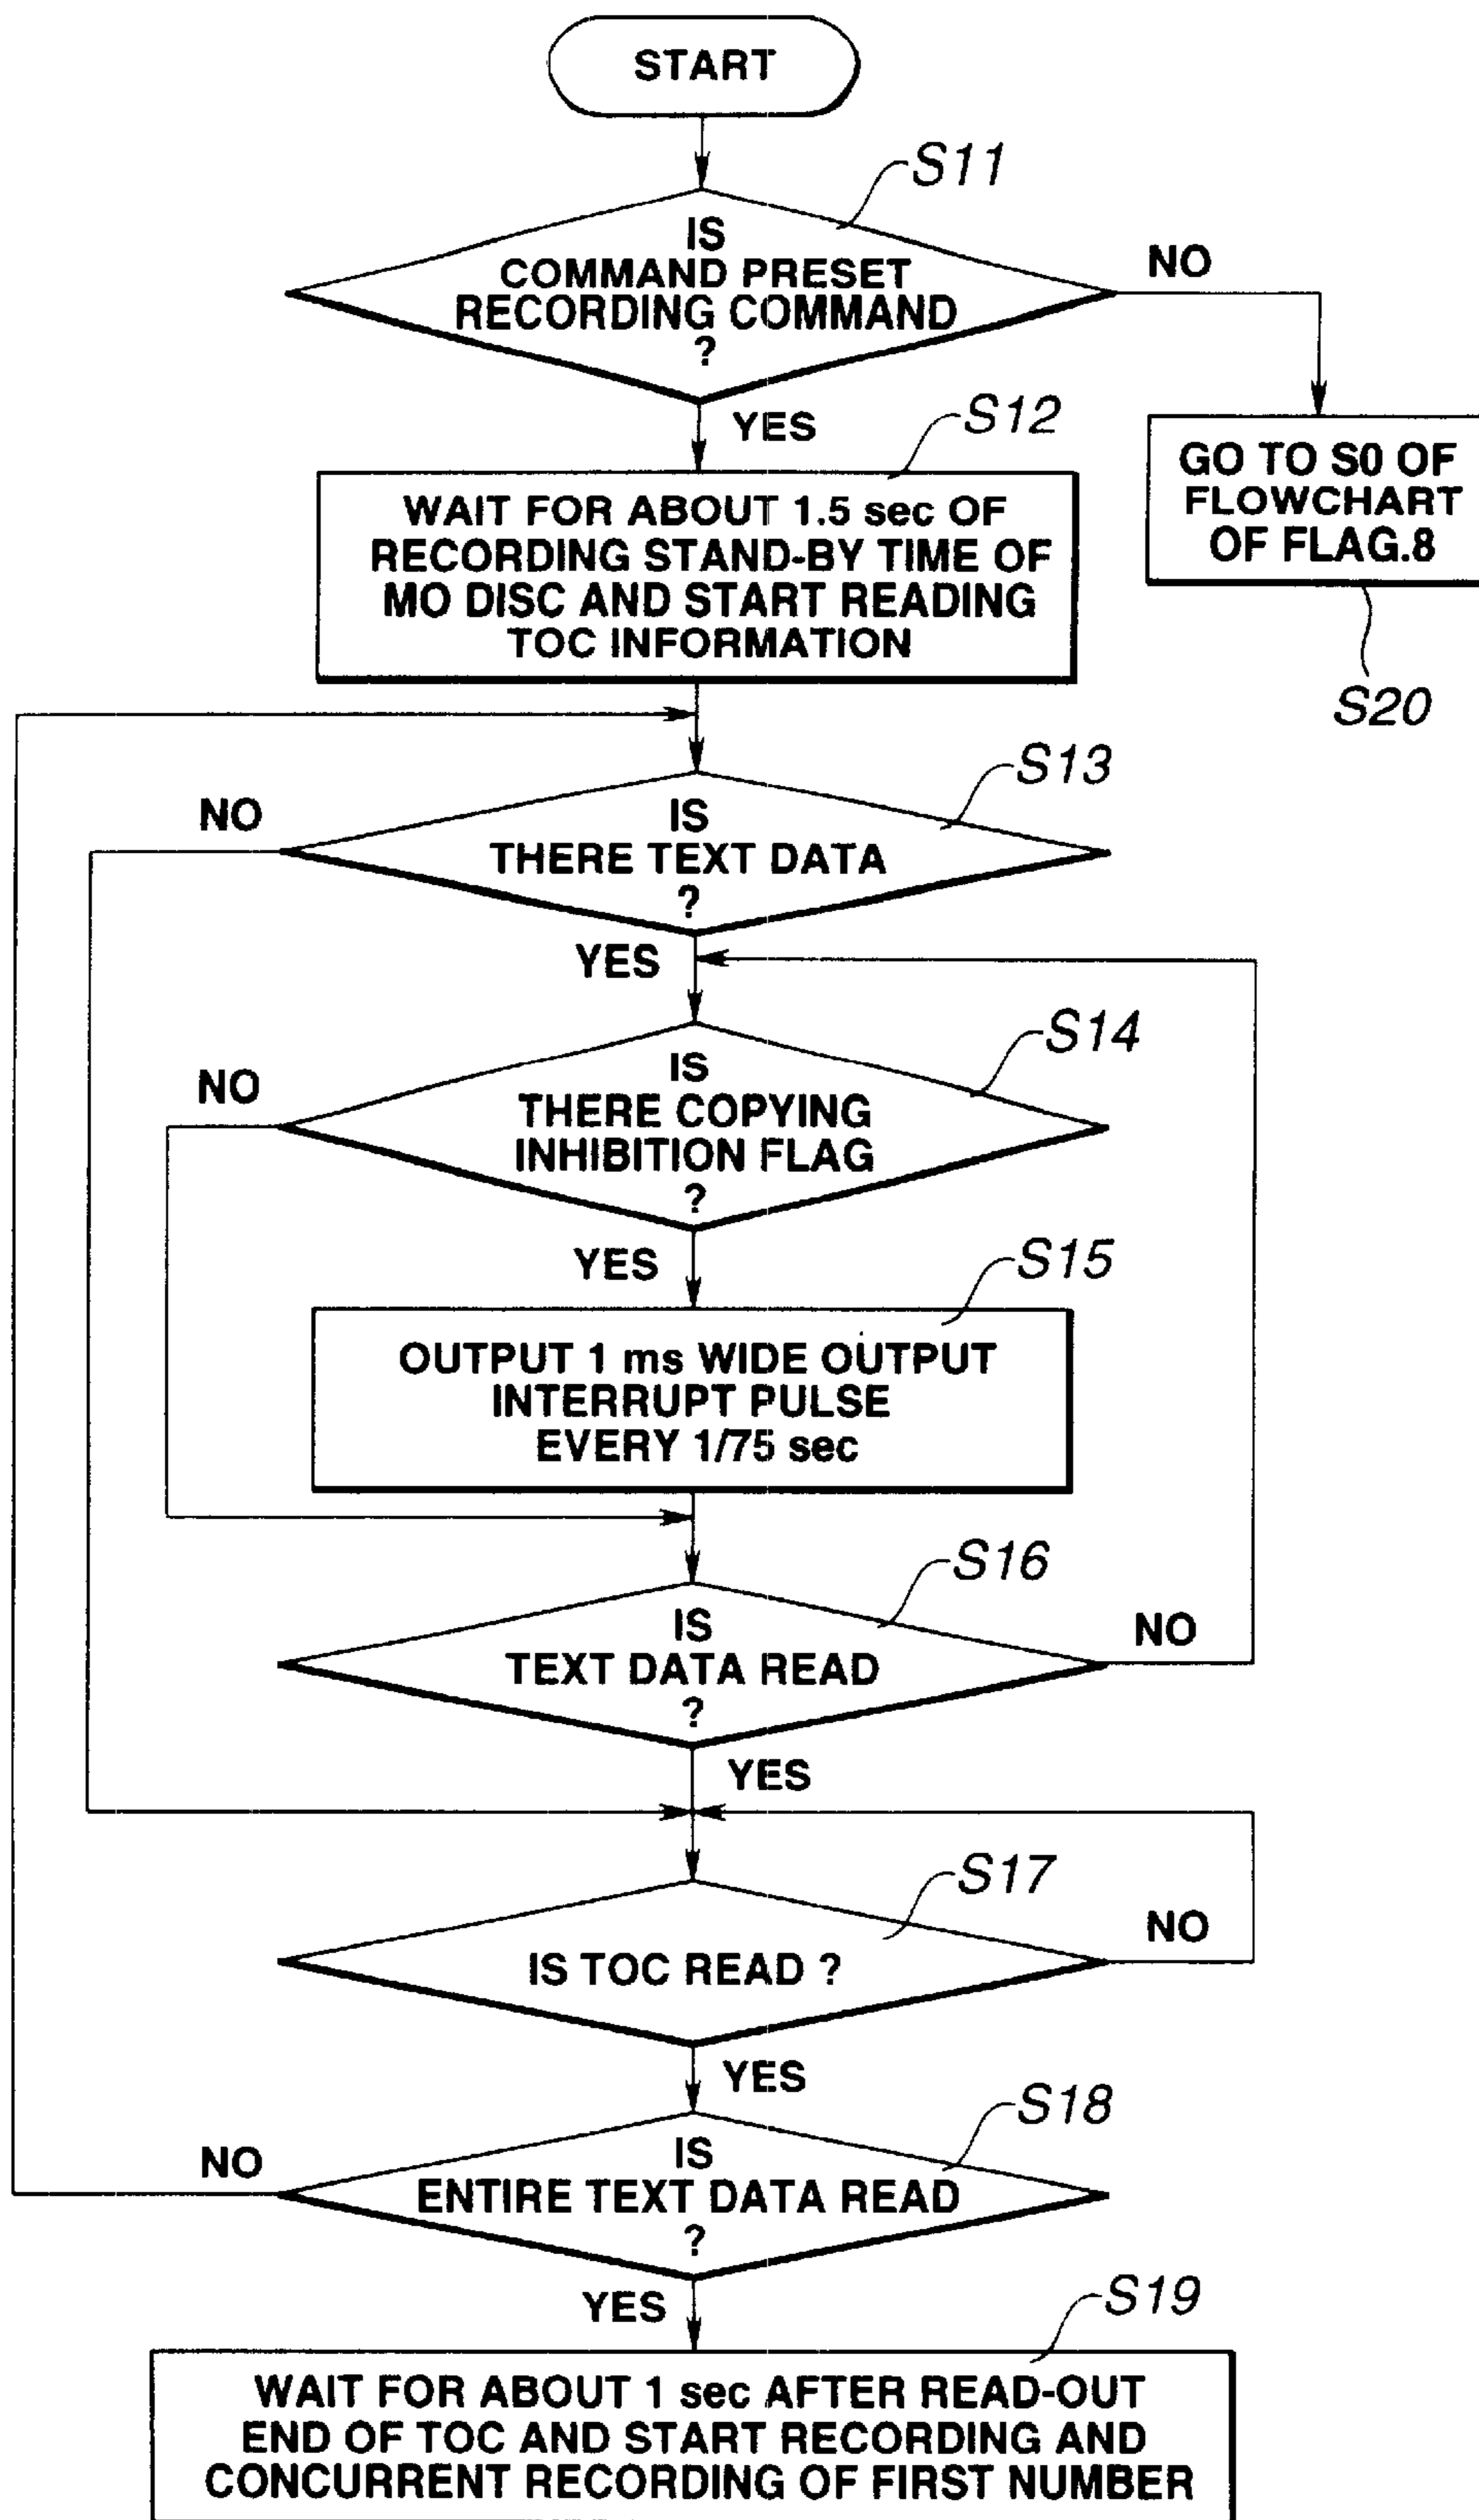 START
S11
IS
COMMAND PRESET
RECORDING COMMAND
?
NO
YES
S12
WAIT FOR ABOUT 1.5 sec OF
RECORDING STAND-BY TIME OF
MO DISC AND START READING
TOC INFORMATION
GO TO S0 OF
FLOWCHART
OF FLAG.8
S20
S13
NO
IS
THERE TEXT DATA
?
YES
S14
NO
IS
THERE COPYING
INHIBITION FLAG
?
YES
S15
OUTPUT 1 ms WIDE OUTPUT
INTERRUPT PULSE
EVERY 1/75 sec
S16
IS
TEXT DATA READ
?
NO
YES
S17
IS TOC READ ?
NO
YES
S18
NO
IS
ENTIRE TEXT DATA READ
?
YES
S19
WAIT FOR ABOUT 1 sec AFTER READ-OUT
END OF TOC AND START RECORDING AND
CONCURRENT RECORDING OF FIRST NUMBER